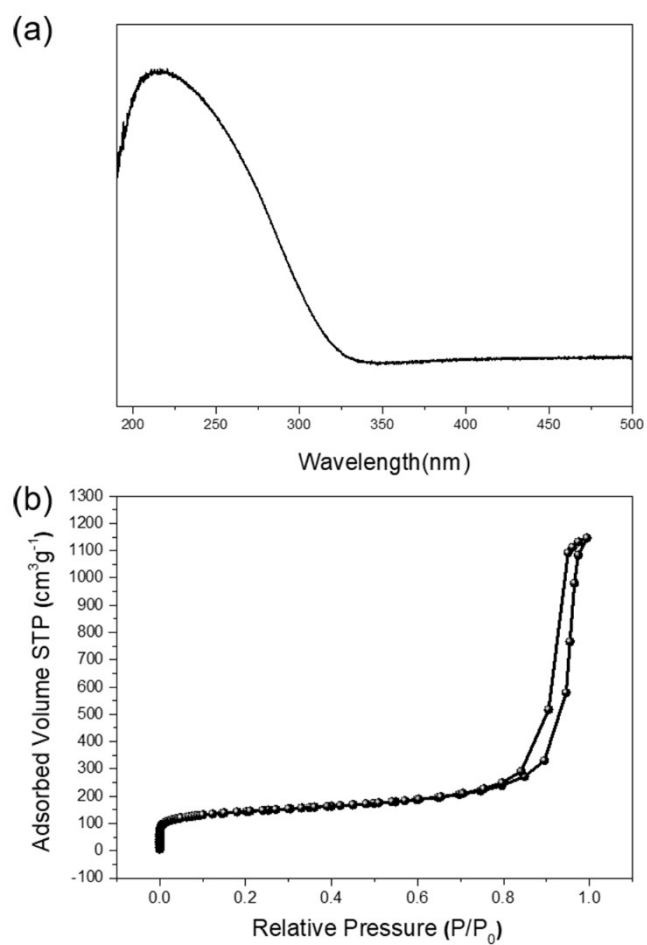 (a)
200 250 300 350 400 450 500
Wavelength(nm)
(b)
Adsorbed Volume STP (cm³g⁻¹)
1300
1200
1100
1000
900
800
700
600
500
400
300
200
100
0
-100
0.0 0.2 0.4 0.6 0.8 1.0
Relative Pressure (P/P₀)